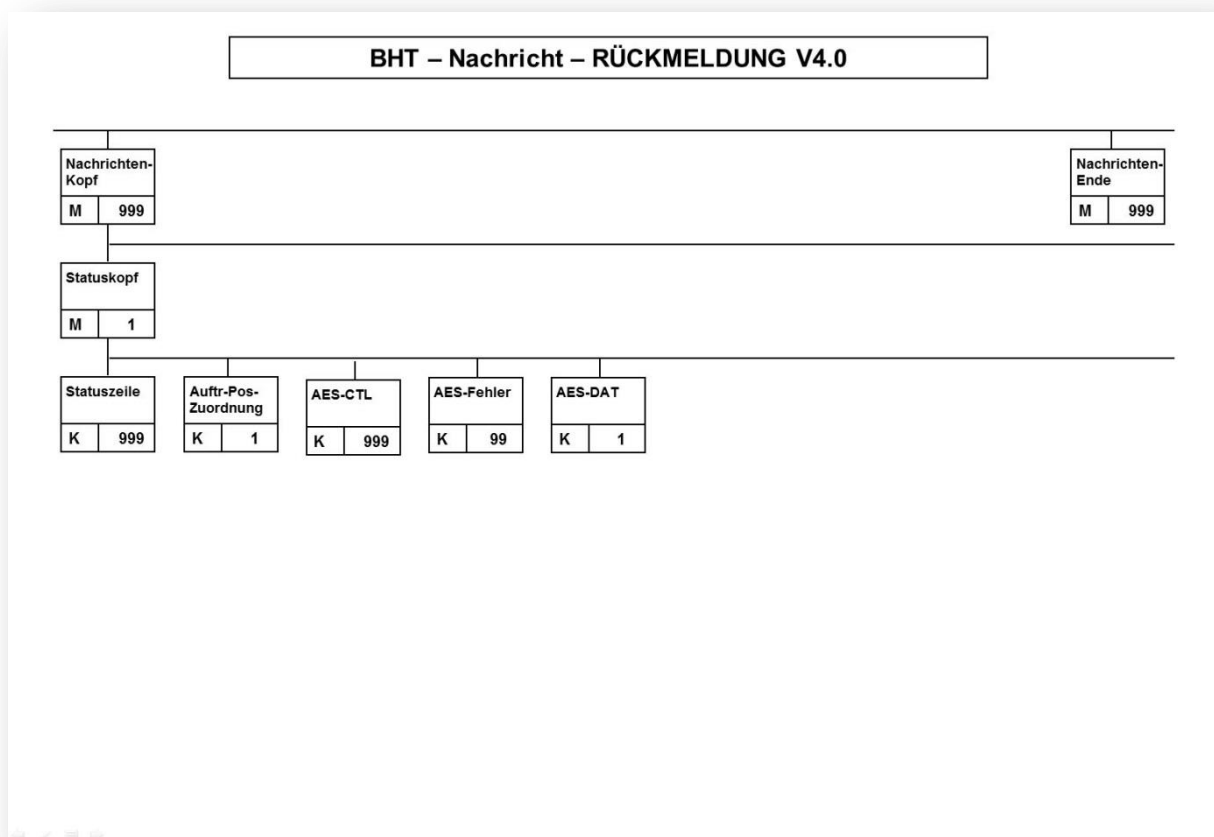 BHT – Nachricht – RÜCKMELDUNG V4.0
Nachrichten-
Kopf
M 999
Nachrichten-
Ende
M 999
Statuskopf
M 1
Statuszeile
K 999
Auftr-Pos-
Zuordnung
K 1
AES-CTL
K 999
AES-Fehler
K 99
AES-DAT
K 1